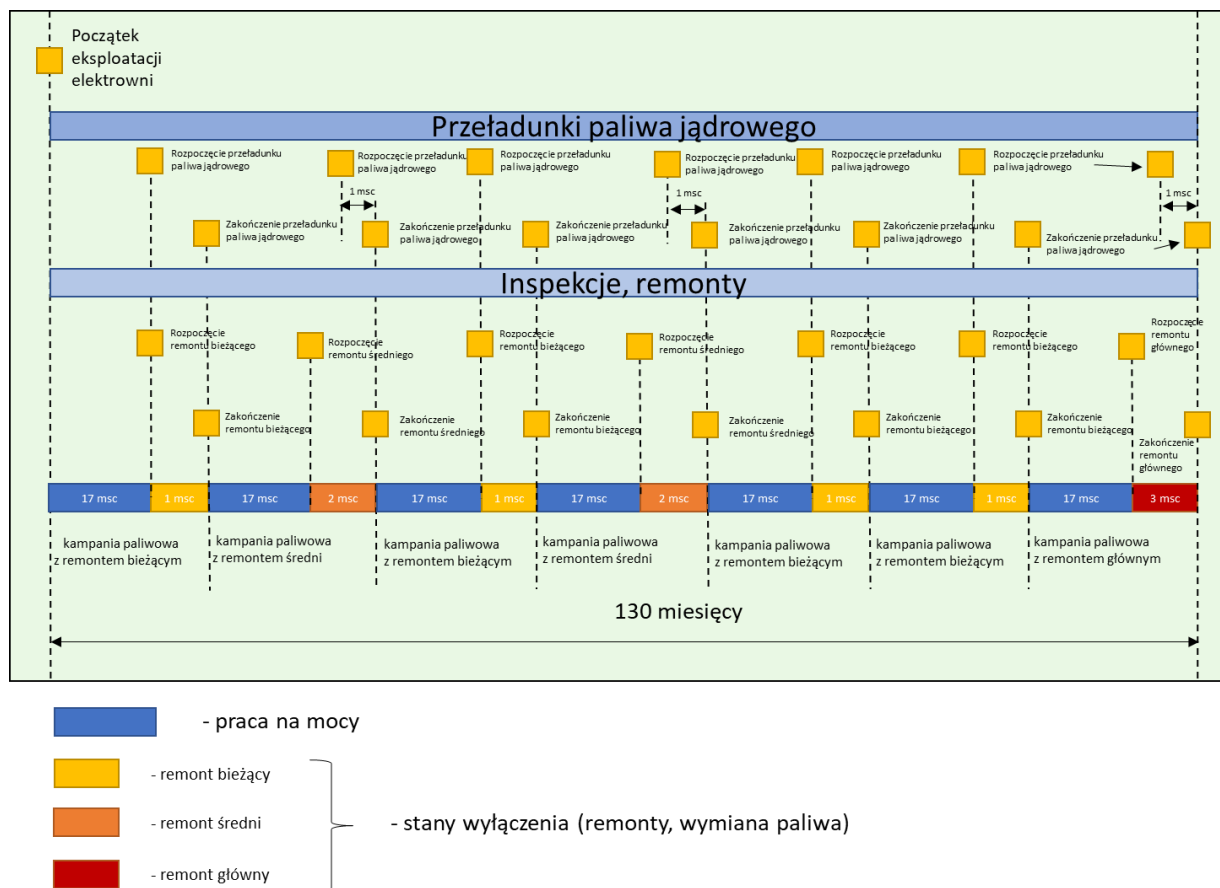 Początek
eksploatacji
elektrowni
Przeładunki paliwa jądrowego
Rozpoczęcie przeładunku
paliwa jądrowego
Rozpoczęcie przeładunku
paliwa jądrowego
Rozpoczęcie przeładunku
paliwa jądrowego
Rozpoczęcie przeładunku
paliwa jądrowego
Rozpoczęcie przeładunku
paliwa jądrowego
Rozpoczęcie przeładunku
paliwa jądrowego
1 msc
1 msc
1 msc
Zakończenie przeładunku
paliwa jądrowego
Zakończenie przeładunku
paliwa jądrowego
Zakończenie przeładunku
paliwa jądrowego
Zakończenie przeładunku
paliwa jądrowego
Zakończenie przeładunku
paliwa jądrowego
Zakończenie przeładunku
paliwa jądrowego
Inspekcje, remonty
Rozpoczęcie
remontu bieżącego
Rozpoczęcie
remontu średniego
Rozpoczęcie
remontu bieżącego
Rozpoczęcie
remontu średniego
Rozpoczęcie
remontu bieżącego
Rozpoczęcie
remontu bieżącego
Rozpoczęcie
remontu
głównego
Zakończenie
remontu bieżącego
Zakończenie
remontu średniego
Zakończenie
remontu bieżącego
Zakończenie
remontu średniego
Zakończenie
remontu bieżącego
Zakończenie
remontu bieżącego
Zakończenie
remontu
głównego
17 msc
1 msc
17 msc
2 msc
17 msc
1 msc
17 msc
2 msc
17 msc
1 msc
17 msc
1 msc
17 msc
3 msc
kampania paliwowa
z remontem bieżącym
kampania paliwowa
z remontem średni
kampania paliwowa
z remontem bieżącym
kampania paliwowa
z remontem średni
kampania paliwowa
z remontem bieżącym
kampania paliwowa
z remontem bieżącym
kampania paliwowa
z remontem głównym
130 miesięcy
- praca na mocy
- remont bieżący
- remont średni
- stany wyłączenia (remonty, wymiana paliwa)
- remont główny